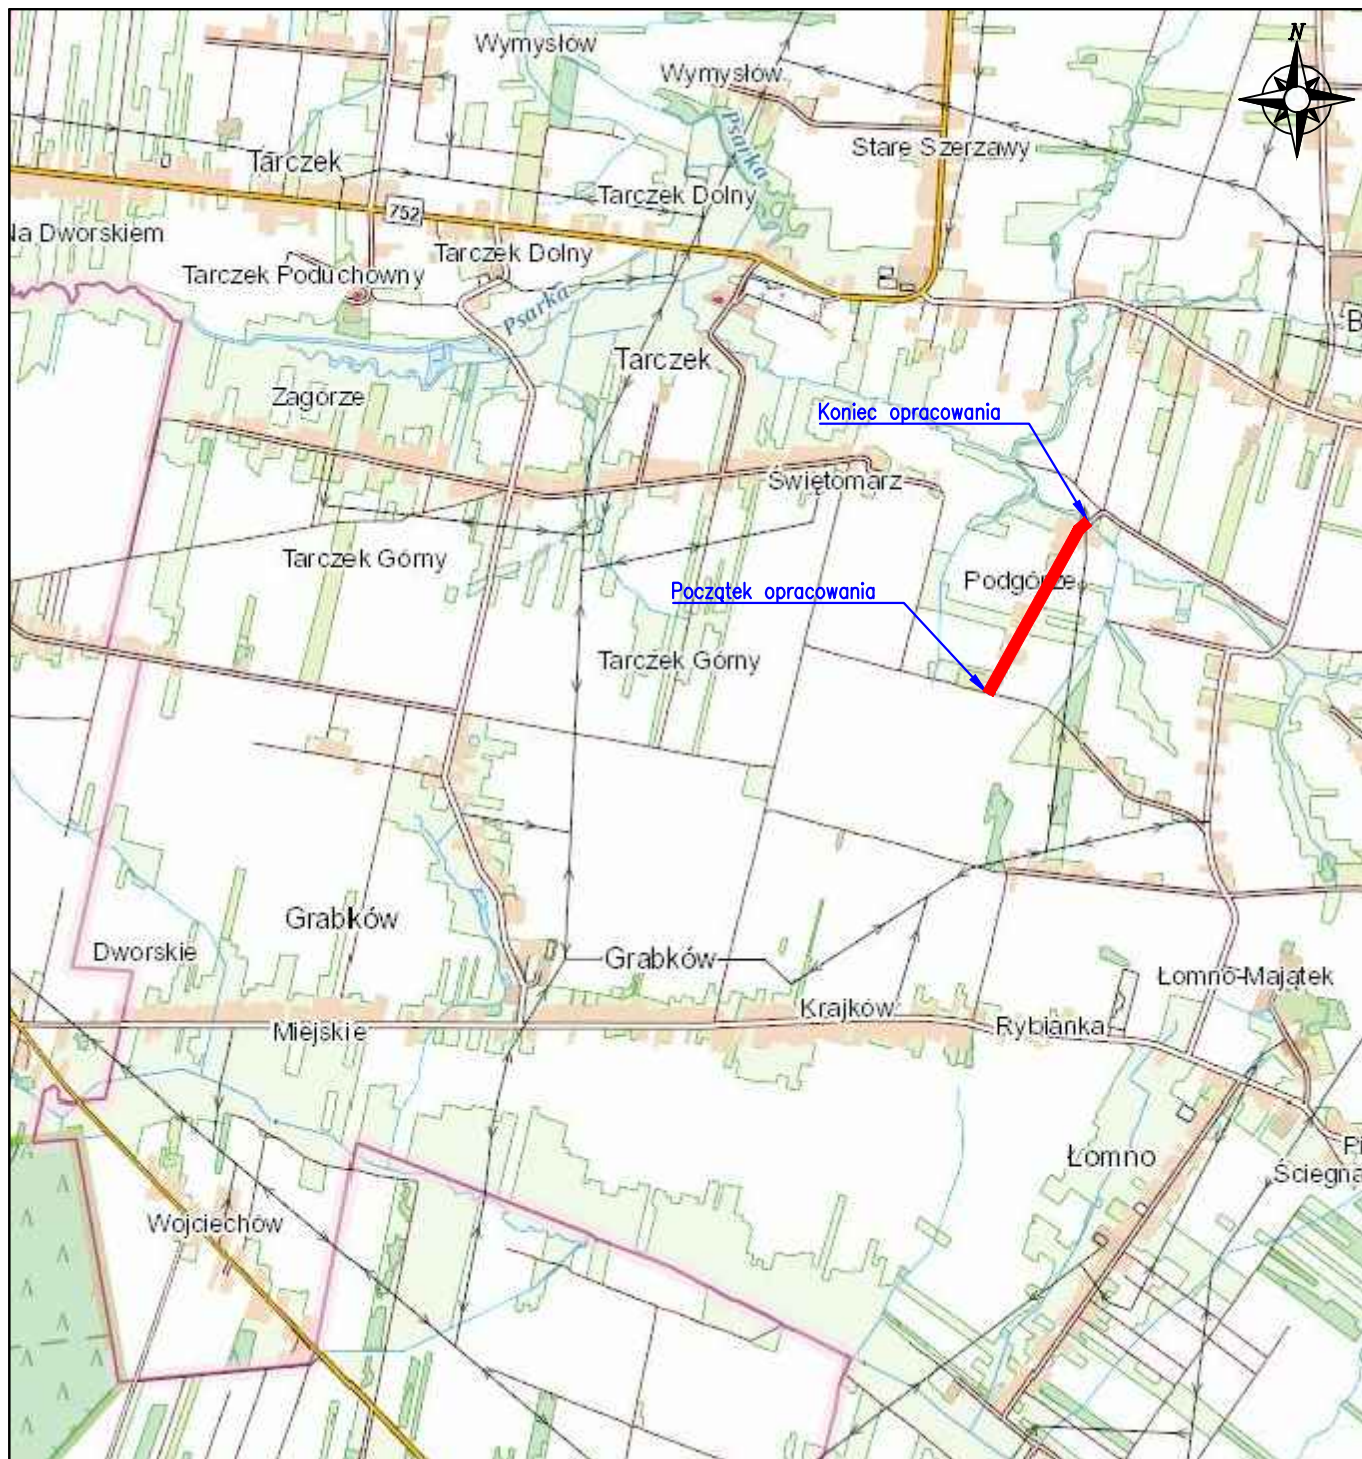 N
Wymysłów
Wymysłów
Psarka
Stare Szerzawy
Tarczek
Tarczek Dolny
752
Na Dworskiem
Tarczek Dolny
Tarczek Poduchowny
Psarka
B
Tarczek
Zagórze
Koniec opracowania
Świętomarz
Tarczek Górny
Podgórze
Początek opracowania
Tarczek Górny
Grabków
Dworskie
Grabków
Łomno-Majątek
Krajków
Rybianka
Miejskie
Łomno
Pi
Ściegna
Wojciechów